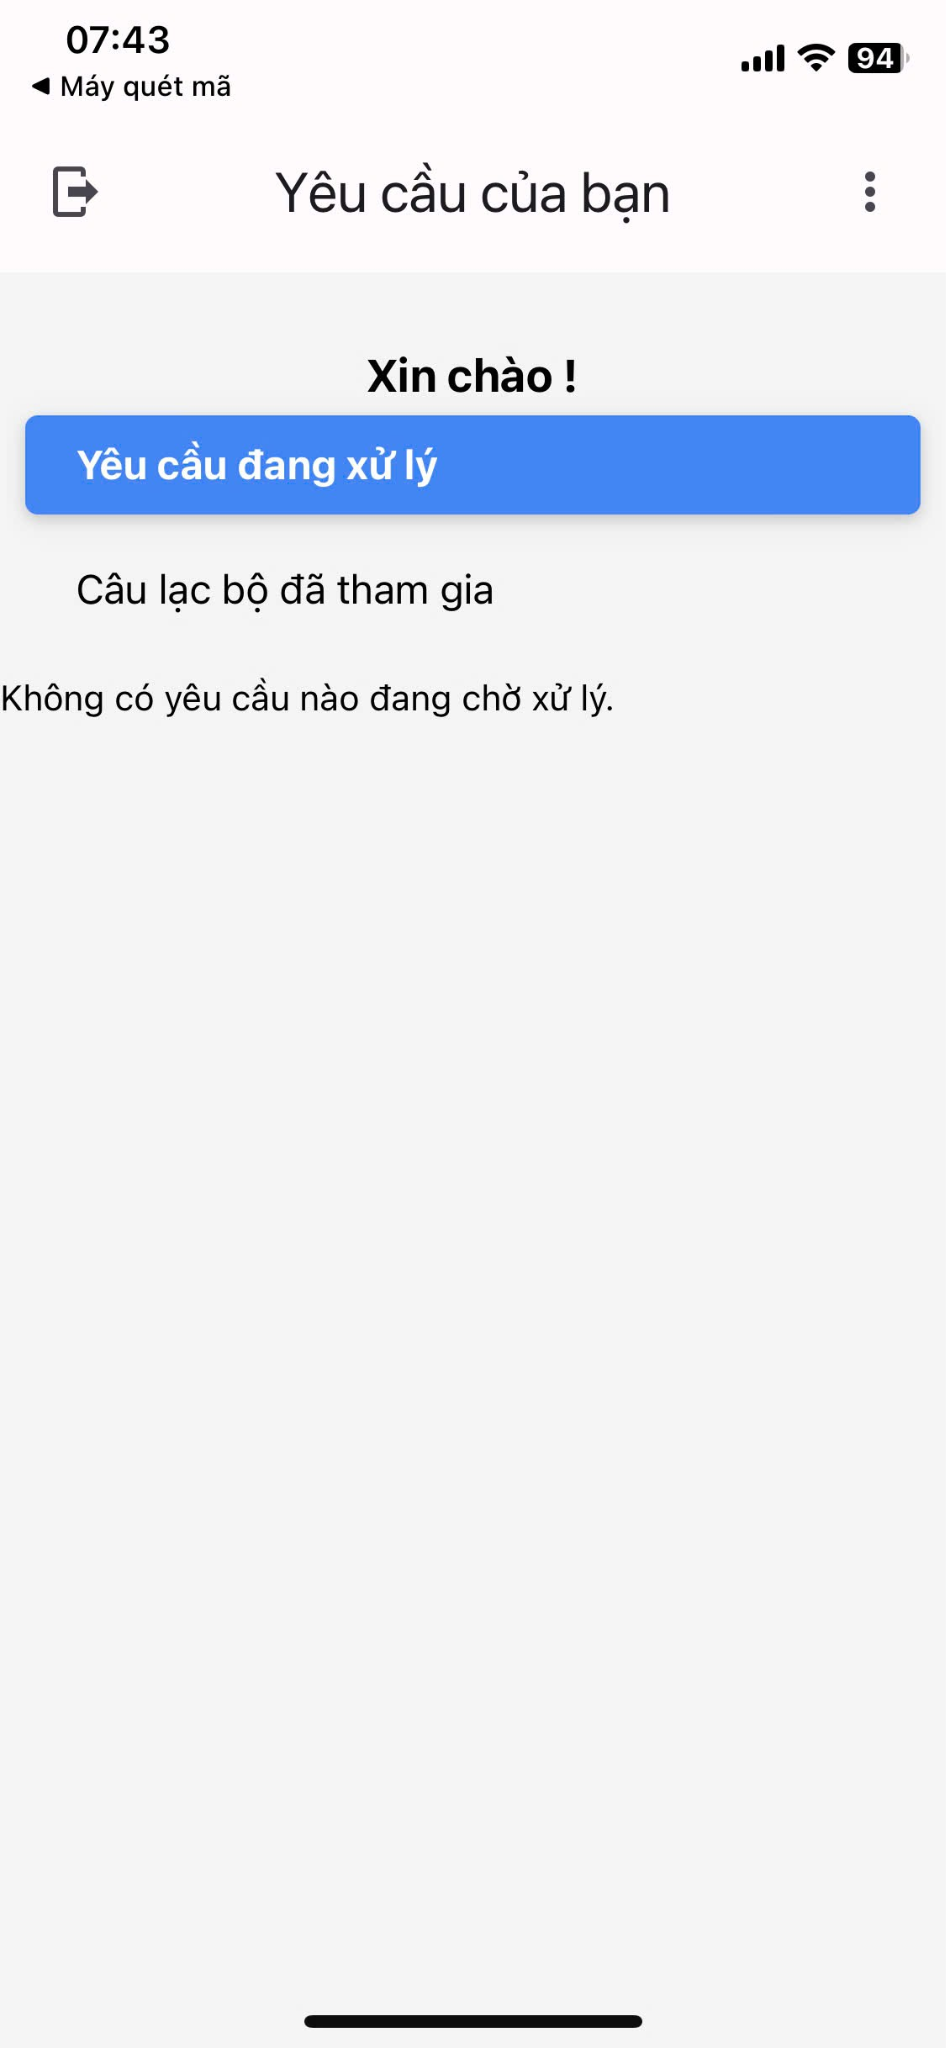 07:43
94
◀ Máy quét mã
Yêu cầu của bạn
Xin chào !
Yêu cầu đang xử lý
Câu lạc bộ đã tham gia
Không có yêu cầu nào đang chờ xử lý.